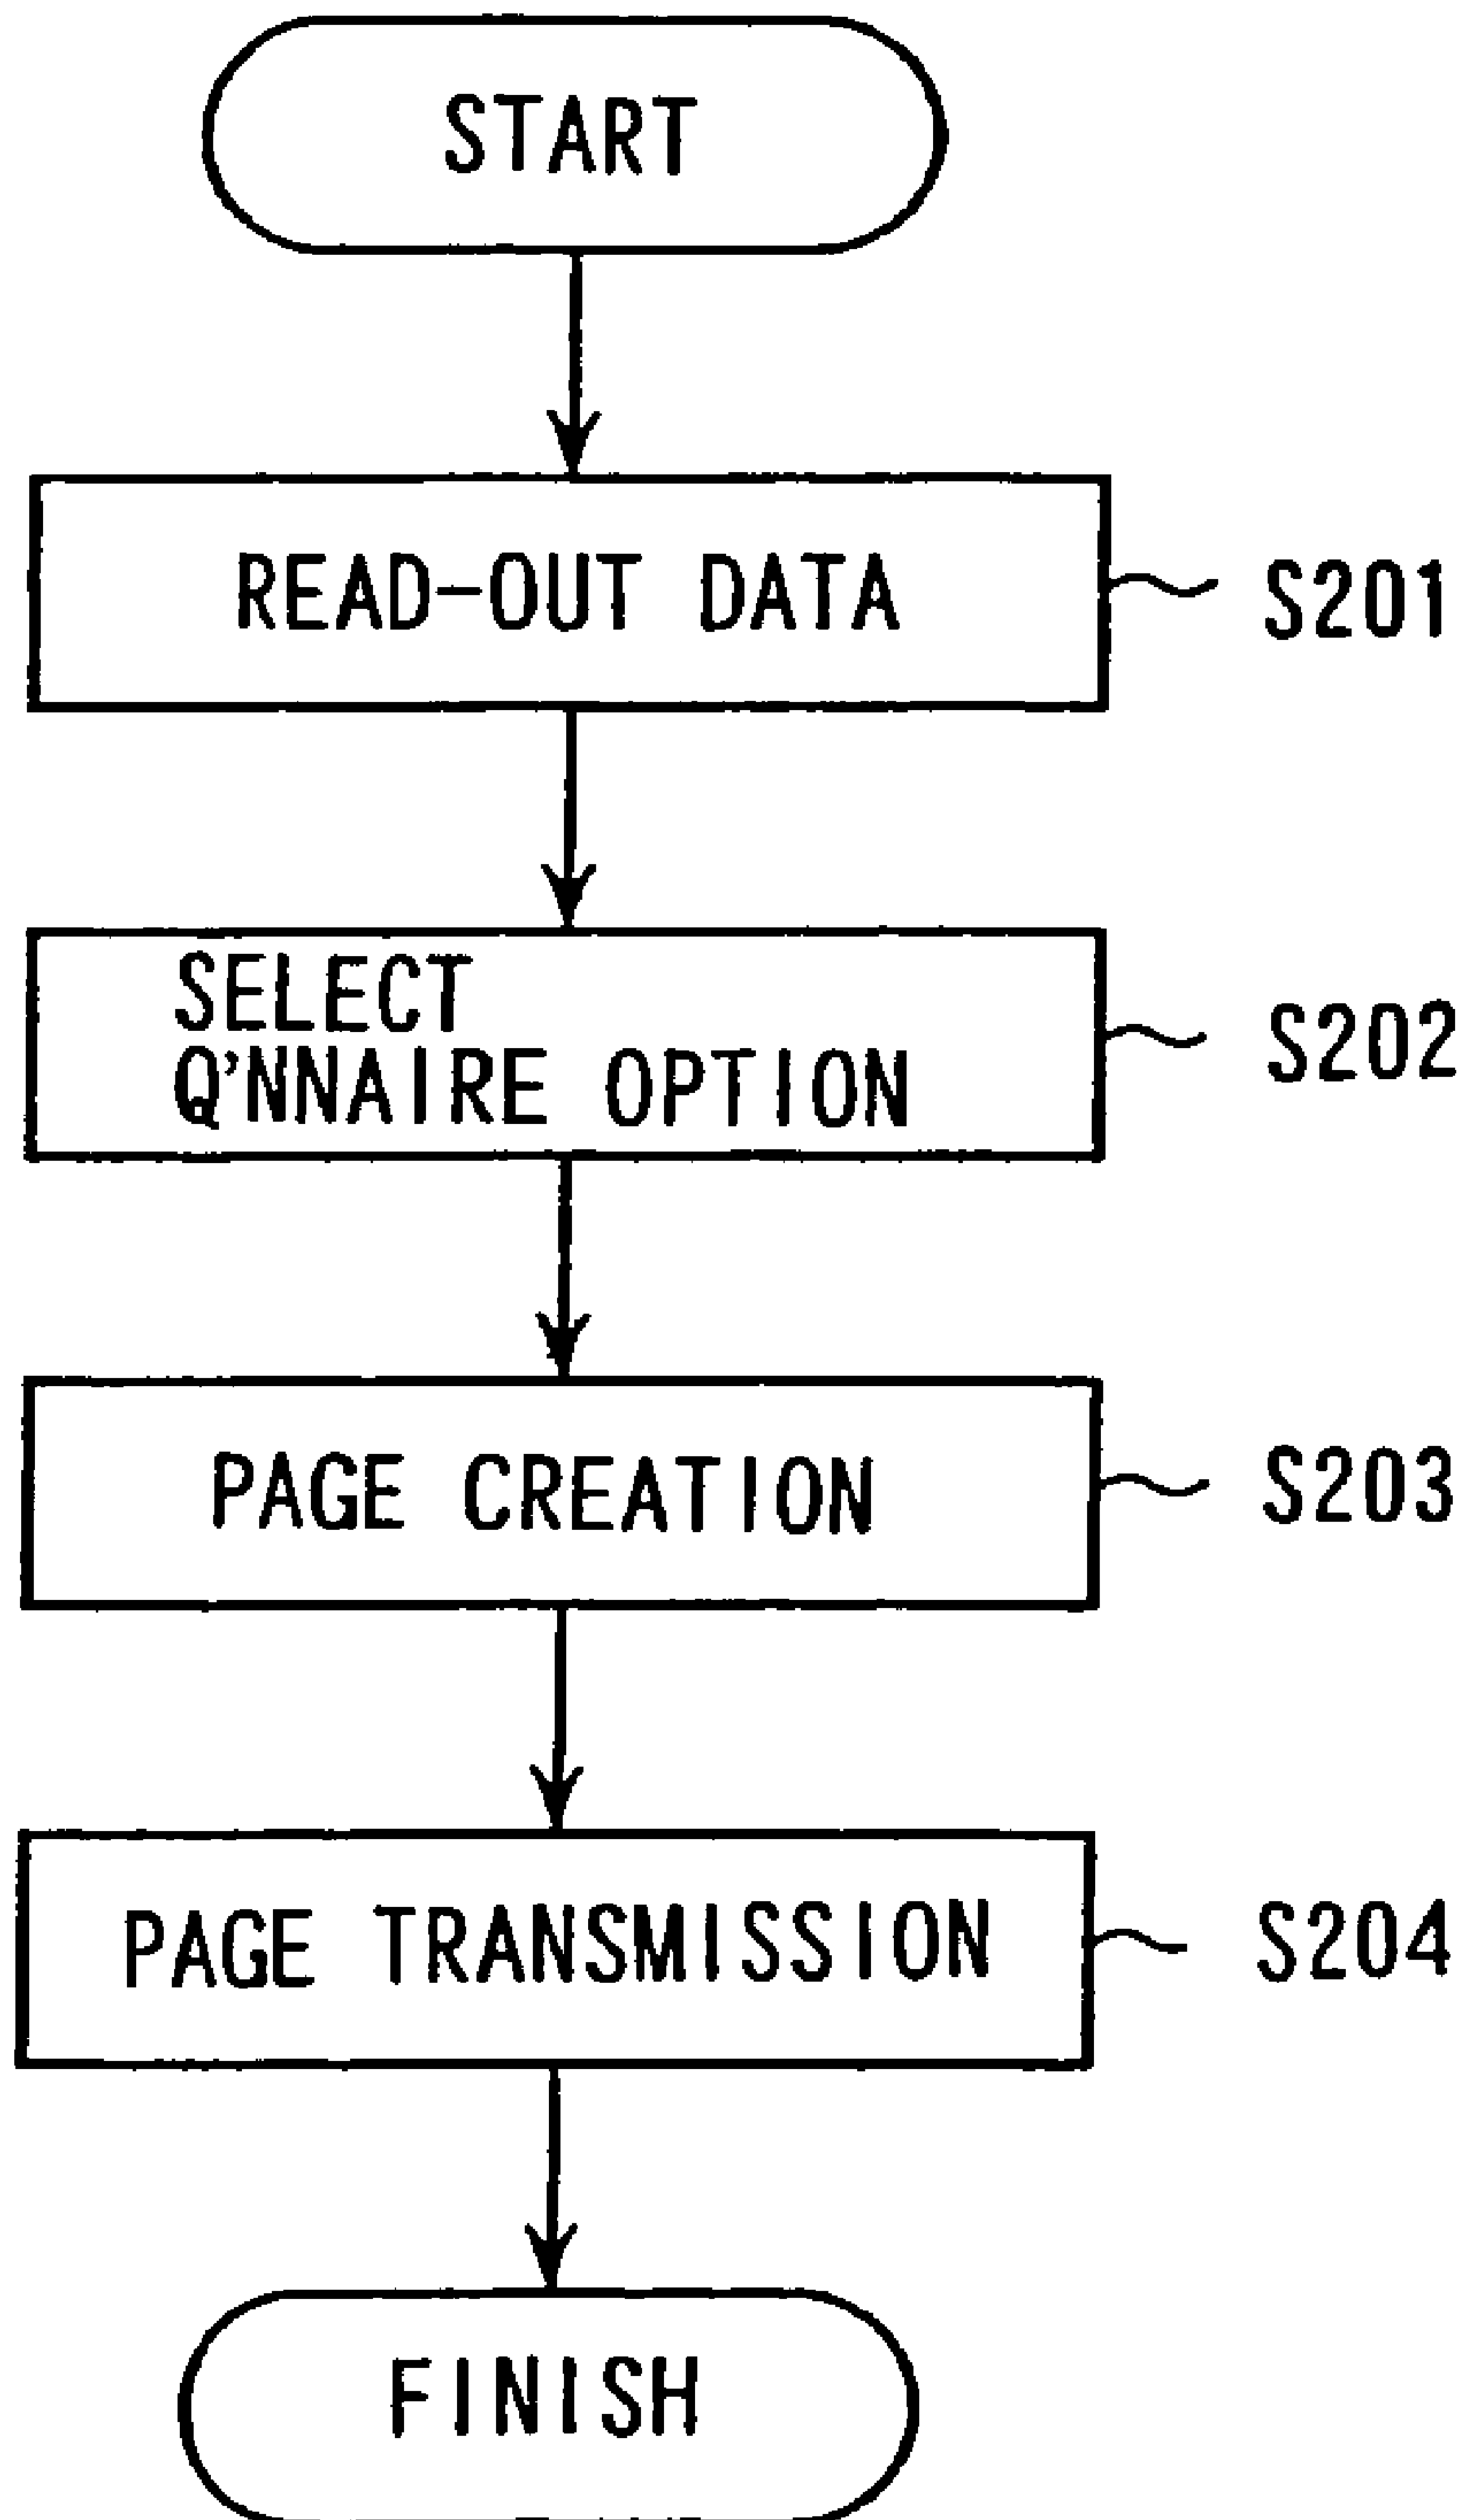 START
READ-OUT DATA
S201
SELECT
Q'NNAIRE OPTION
S202
PAGE CREATION
S203
PAGE TRANSMISSION
S204
FINISH